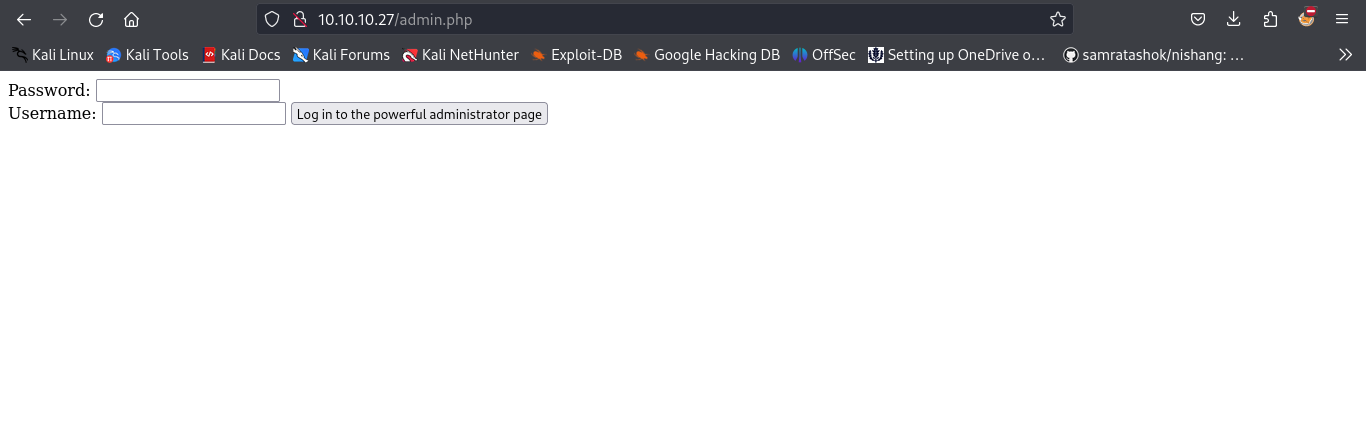 10.10.10.27/admin.php
Kali Linux Kali Tools Kali Docs Kali Forums Kali NetHunter Exploit-DB Google Hacking DB OffSec Setting up OneDrive o… samratashok/nishang: …
Password:
Username: Log in to the powerful administrator page